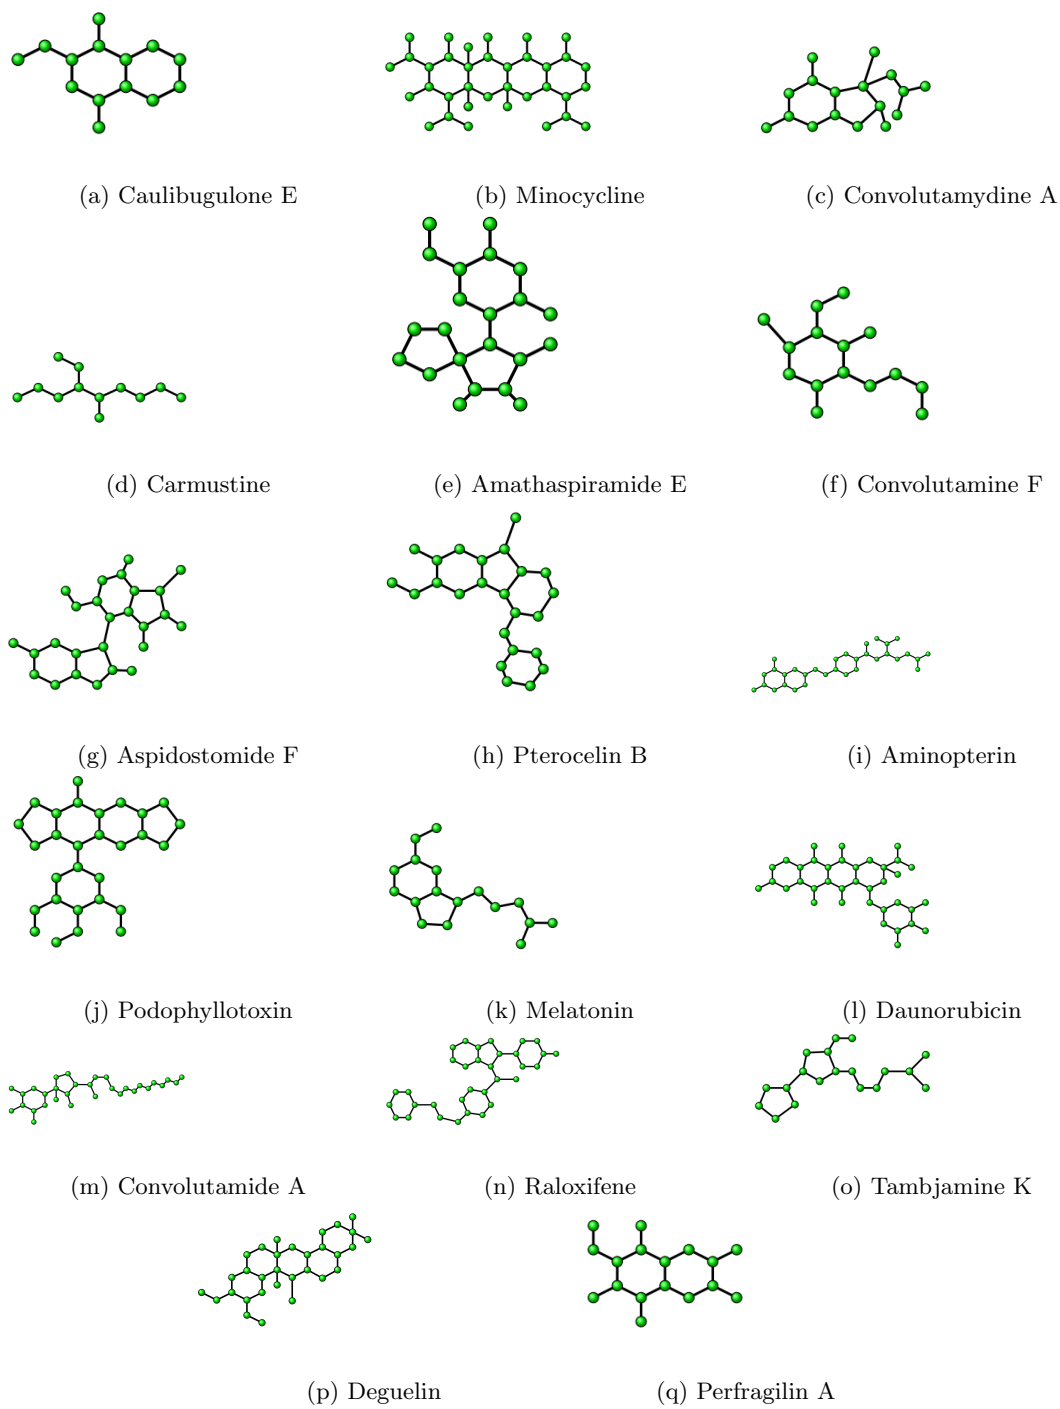 (a) Caulibugulone E
(b) Minocycline
(c) Convolutamydine A
(d) Carmustine
(e) Amathaspiramide E
(f) Convolutamine F
(g) Aspidostomide F
(h) Pterocelin B
(i) Aminopterin
(j) Podophyllotoxin
(k) Melatonin
(l) Daunorubicin
(m) Convolutamide A
(n) Raloxifene
(o) Tambjamine K
(p) Deguelin
(q) Perfragilin A